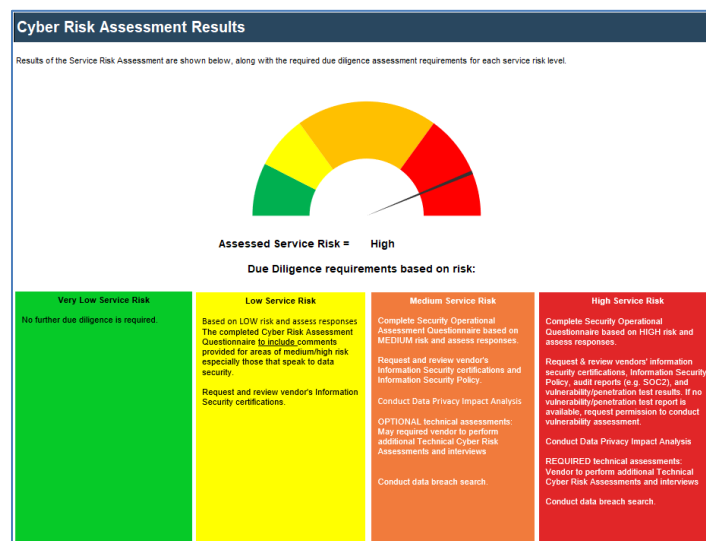 Cyber Risk Assessment Results
Results of the Service Risk Assessment are shown below, along with the required due diligence assessment requirements for each service risk level.
Assessed Service Risk = High
Due Diligence requirements based on risk:
Very Low Service Risk
No further due diligence is required.
Low Service Risk
Based on LOW risk and assess responses
The completed Cyber Risk Assessment
Questionnaire to include comments
provided for areas of medium/high risk
especially those that speak to data
security.
Request and review vendor's Information
Security certifications.
Medium Service Risk
Complete Security Operational
Assessment Questionnaire based on
MEDIUM risk and assess responses.
Request and review vendor's
Information Security certifications and
Information Security Policy.
Conduct Data Privacy Impact Analysis
OPTIONAL technical assessments:
May required vendor to perform
additional Technical Cyber Risk
Assessments and interviews
Conduct data breach search.
High Service Risk
Complete Security Operational
Questionnaire based on HIGH risk and
assess responses.
Request & review vendors' information
security certifications, Information Security
Policy, audit reports (e.g. SOC2), and
vulnerability/penetration test results. If no
vulnerability/penetration test report is
available, request permission to conduct
vulnerability assessment.
Conduct Data Privacy Impact Analysis
REQUIRED technical assessments:
Vendor to perform additional Technical
Cyber Risk Assessments and interviews
Conduct data breach search.